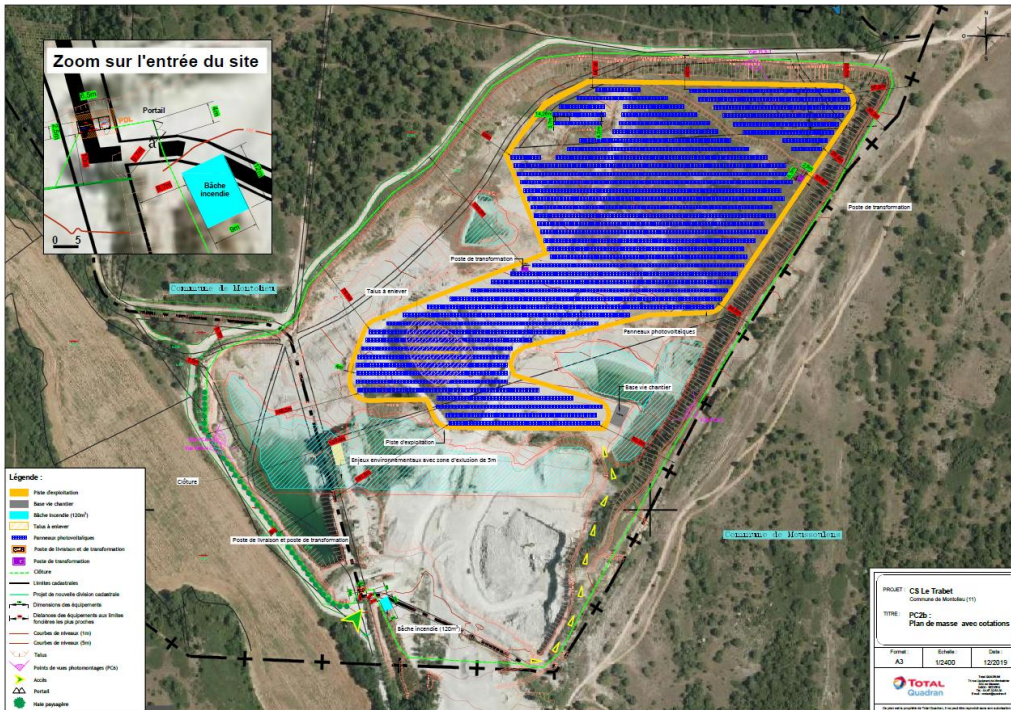 Zoom sur l'entrée du site
Portail
PDL
Bâche
incendie
9m
0 5
Commune de Montolieu
Poste de transformation
Poste de transformation
Talus à enlever
Panneaux photovoltaïques
Base vie chantier
Piste d'exploitation
Enjeux environnementaux avec zone d'exlusion de 5m
Clôture
Poste de livraison et poste de transformation
Bâche incendie (120m³)
Commune de Moussoulens
Légende :
Piste d'exploitation
Base vie chantier
Bâche incendie (120m³)
Talus à enlever
Panneaux photovoltaïques
Poste de livraison et de transformation
Poste de transformation
Clôture
Limites cadastrales
Projet de nouvelle division cadastrale
Dimensions des équipements
Distances des équipements aux limites
foncières les plus proches
Courbes de niveaux (1m)
Courbes de niveaux (5m)
Talus
Points de vues photomontages (PC6)
Accès
Portail
Haie paysagère
PROJET : CS Le Trabet
Commune de Montolieu (11)
TITRE : PC2b :
Plan de masse avec cotations
Format : Echelle : Date :
A3 1/2400 12/2019
TOTAL
Quadran